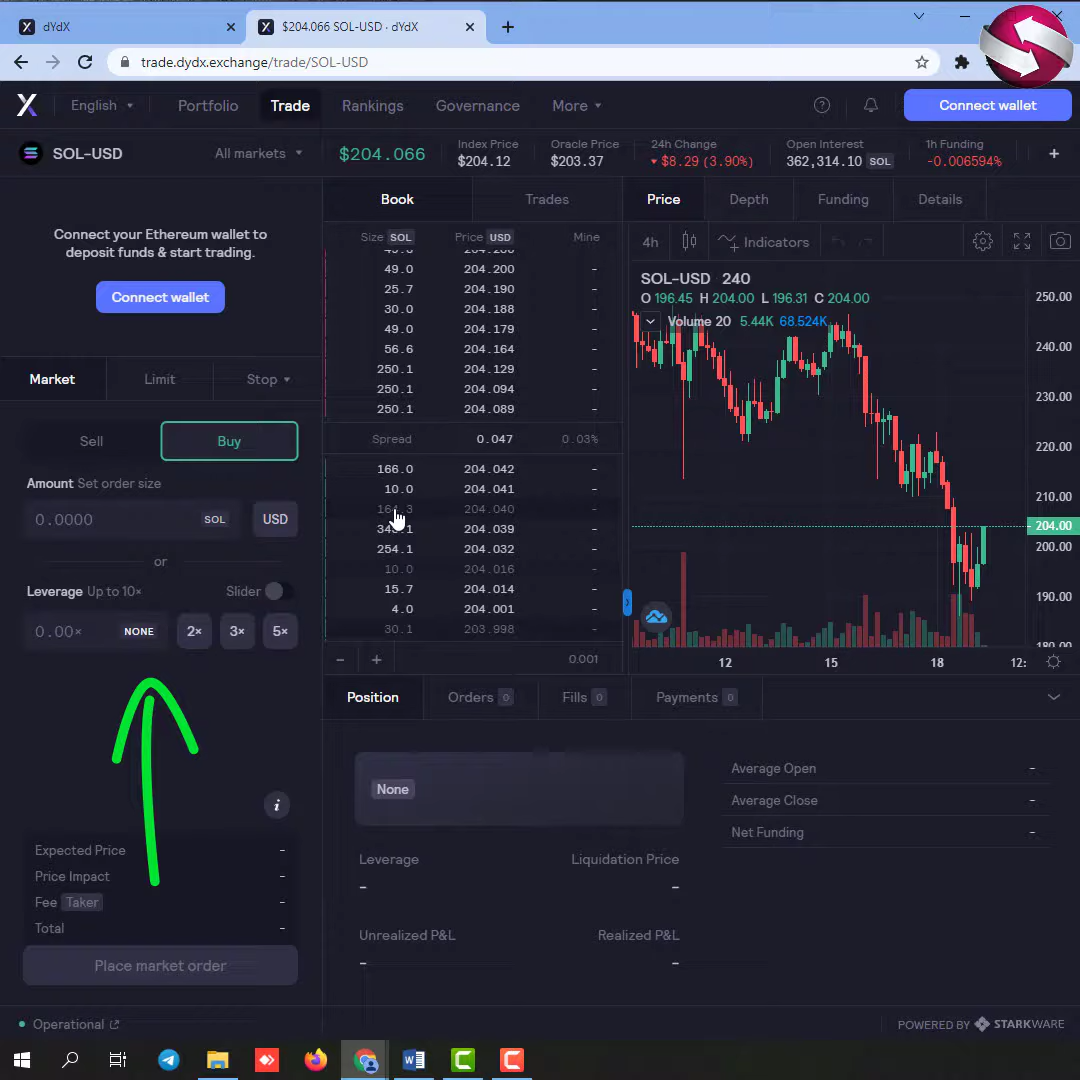 dYdX
$204.066 SOL-USD · dYdX
trade.dydx.exchange/trade/SOL-USD
English Portfolio Trade Rankings Governance More Connect wallet
SOL-USD All markets
$204.066
Index Price
$204.12
Oracle Price
$203.37
24h Change
$8.29 (3.90%)
Open Interest
362,314.10 SOL
1h Funding
-0.006594%
Connect your Ethereum wallet to
deposit funds & start trading.
Connect wallet
Market Limit Stop
Sell Buy
Amount Set order size
0.0000 SOL USD
or
Leverage Up to 10× Slider
0.00× NONE 2× 3× 5×
Expected Price -
Price Impact -
Fee Taker -
Total -
Place market order
Operational
Book Trades
Size SOL Price USD Mine
204.200
49.0 204.200 -
25.7 204.190 -
30.0 204.188 -
49.0 204.179 -
56.6 204.164 -
250.1 204.129 -
250.1 204.094 -
250.1 204.089 -
Spread 0.047 0.03%
166.0 204.042 -
10.0 204.041 -
204.040 -
204.039 -
254.1 204.032 -
10.0 204.016 -
15.7 204.014 -
4.0 204.001 -
30.1 203.998 -
- + 0.001
Price Depth Funding Details
4h Indicators
SOL-USD 240
O 196.45 H 204.00 L 196.31 C 204.00
Volume 20 5.44K 68.524K
250.00
240.00
230.00
220.00
210.00
204.00
200.00
190.00
180.00
12 15 18 12:
Position Orders 0 Fills 0 Payments 0
None
Leverage Liquidation Price
- -
Unrealized P&L Realized P&L
- -
Average Open -
Average Close -
Net Funding -
POWERED BY STARKWARE